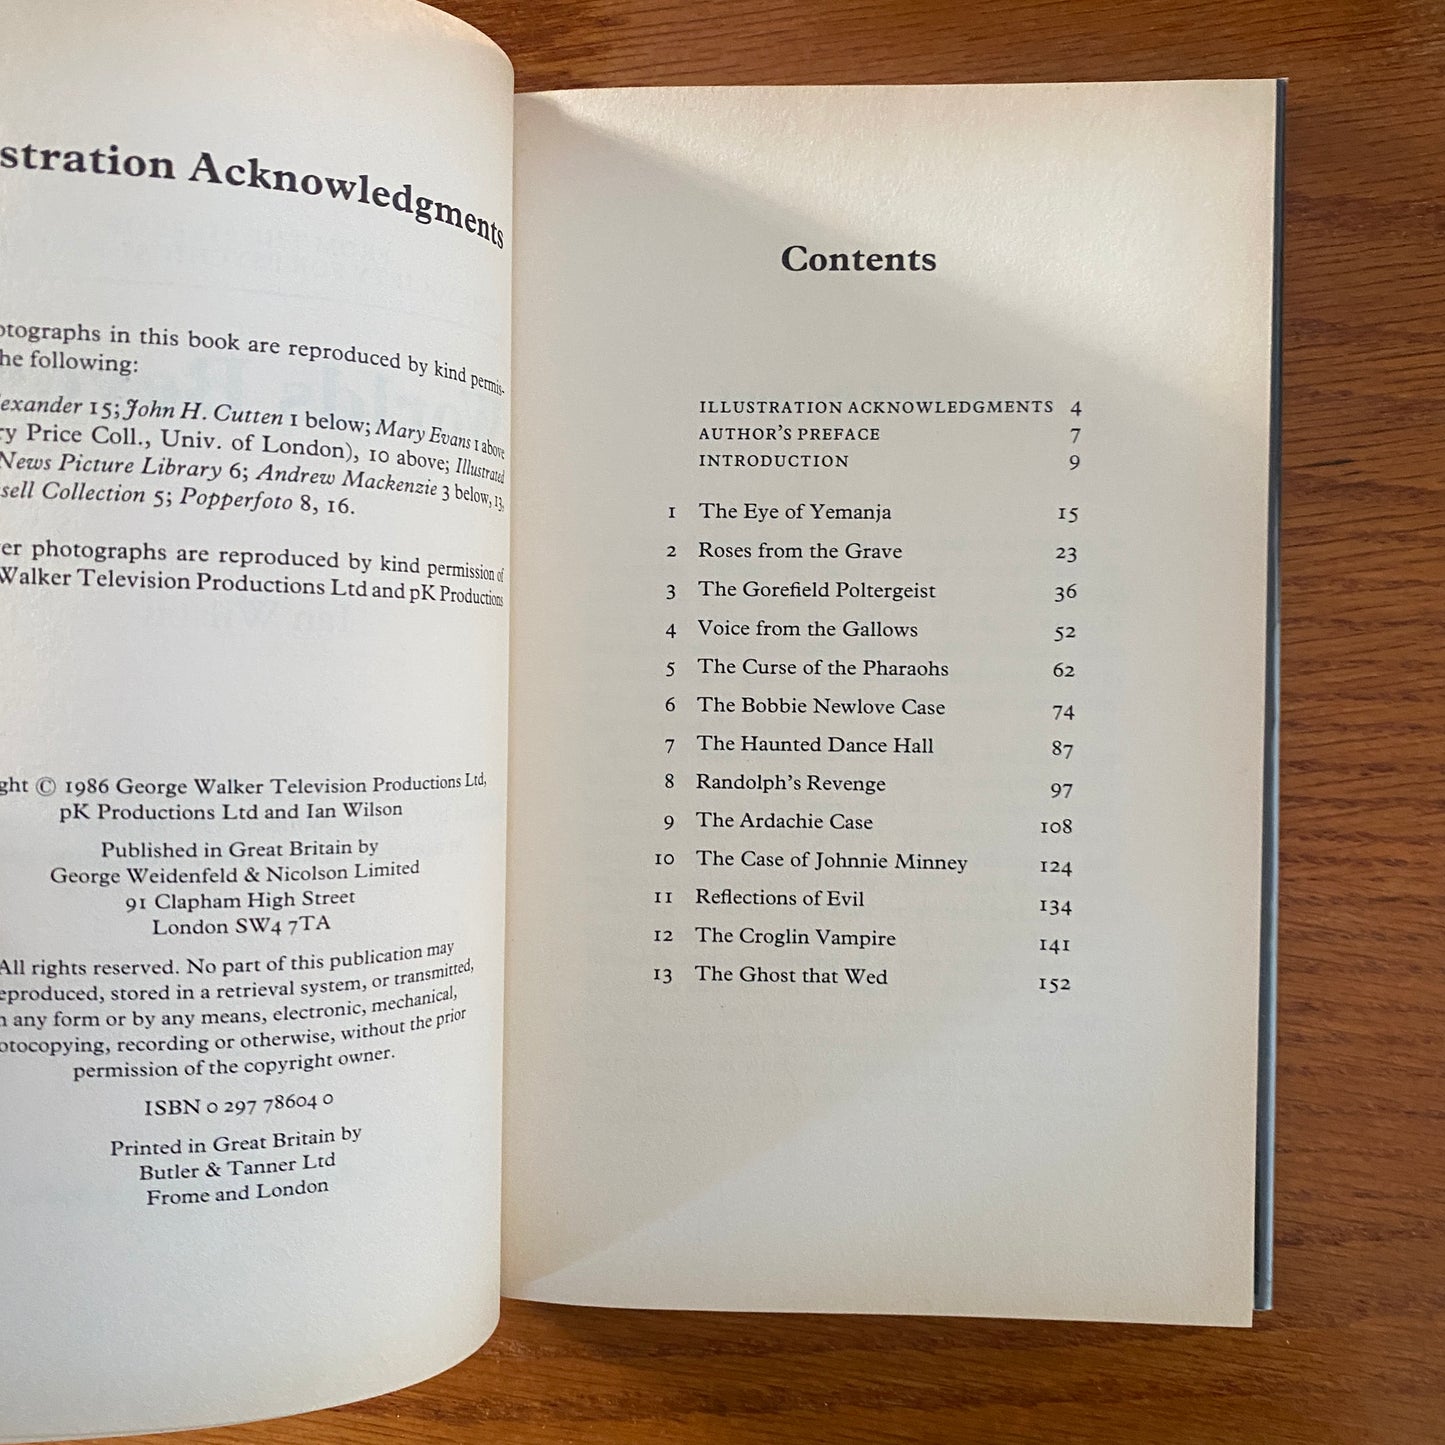 stration Acknowledgments
otographs in this book are reproduced by kind permis-
he following:
exander 15; John H. Cutten 1 below; Mary Evans 1 above
ry Price Coll., Univ. of London), 10 above; Illustrated
News Picture Library 6; Andrew Mackenzie 3 below, 13,
sell Collection 5; Popperfoto 8, 16.
er photographs are reproduced by kind permission of
Walker Television Productions Ltd and pK Productions
ght © 1986 George Walker Television Productions Ltd,
pK Productions Ltd and Ian Wilson
Published in Great Britain by
George Weidenfeld & Nicolson Limited
91 Clapham High Street
London SW4 7TA
All rights reserved. No part of this publication may
eproduced, stored in a retrieval system, or transmitted,
n any form or by any means, electronic, mechanical,
otocopying, recording or otherwise, without the prior
permission of the copyright owner.
ISBN 0 297 78604 0
Printed in Great Britain by
Butler & Tanner Ltd
Frome and London
Contents
ILLUSTRATION ACKNOWLEDGMENTS 4
AUTHOR'S PREFACE 7
INTRODUCTION 9
1 The Eye of Yemanja 15
2 Roses from the Grave 23
3 The Gorefield Poltergeist 36
4 Voice from the Gallows 52
5 The Curse of the Pharaohs 62
6 The Bobbie Newlove Case 74
7 The Haunted Dance Hall 87
8 Randolph's Revenge 97
9 The Ardachie Case 108
10 The Case of Johnnie Minney 124
11 Reflections of Evil 134
12 The Croglin Vampire 141
13 The Ghost that Wed 152